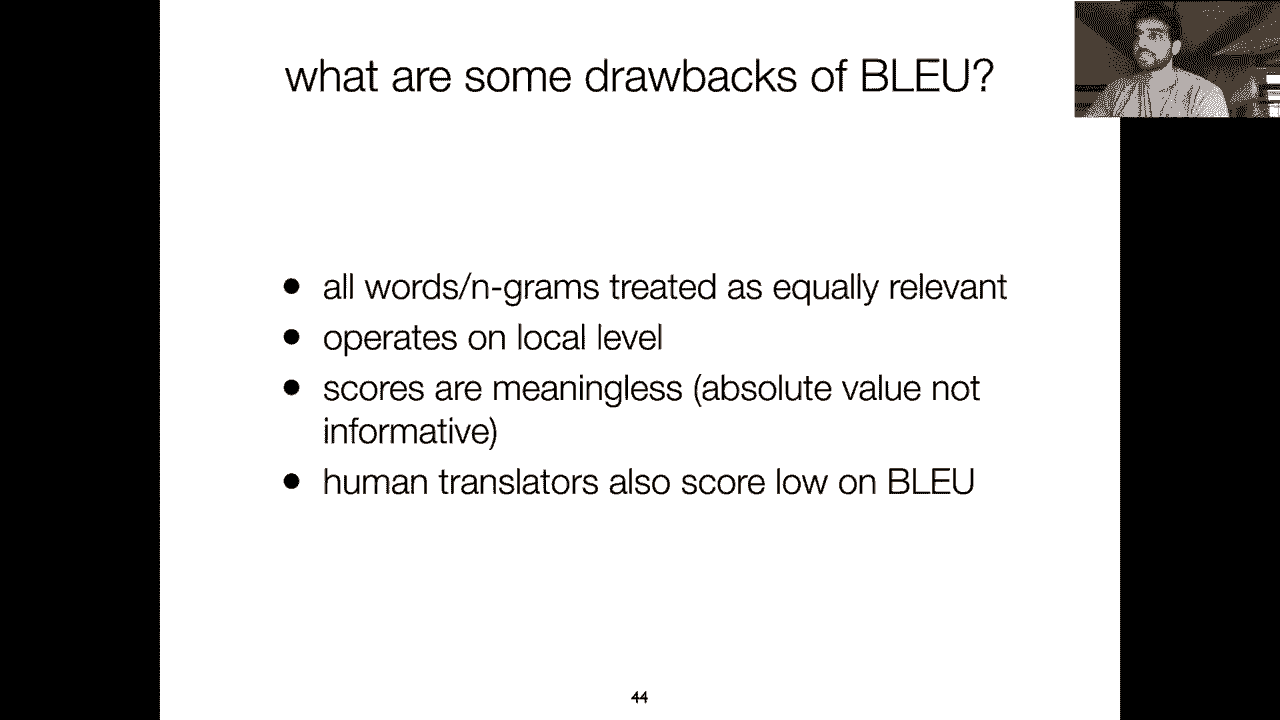 what are some drawbacks of BLEU?
● all words/n-grams treated as equally relevant
● operates on local level
● scores are meaningless (absolute value not
informative)
● human translators also score low on BLEU
44